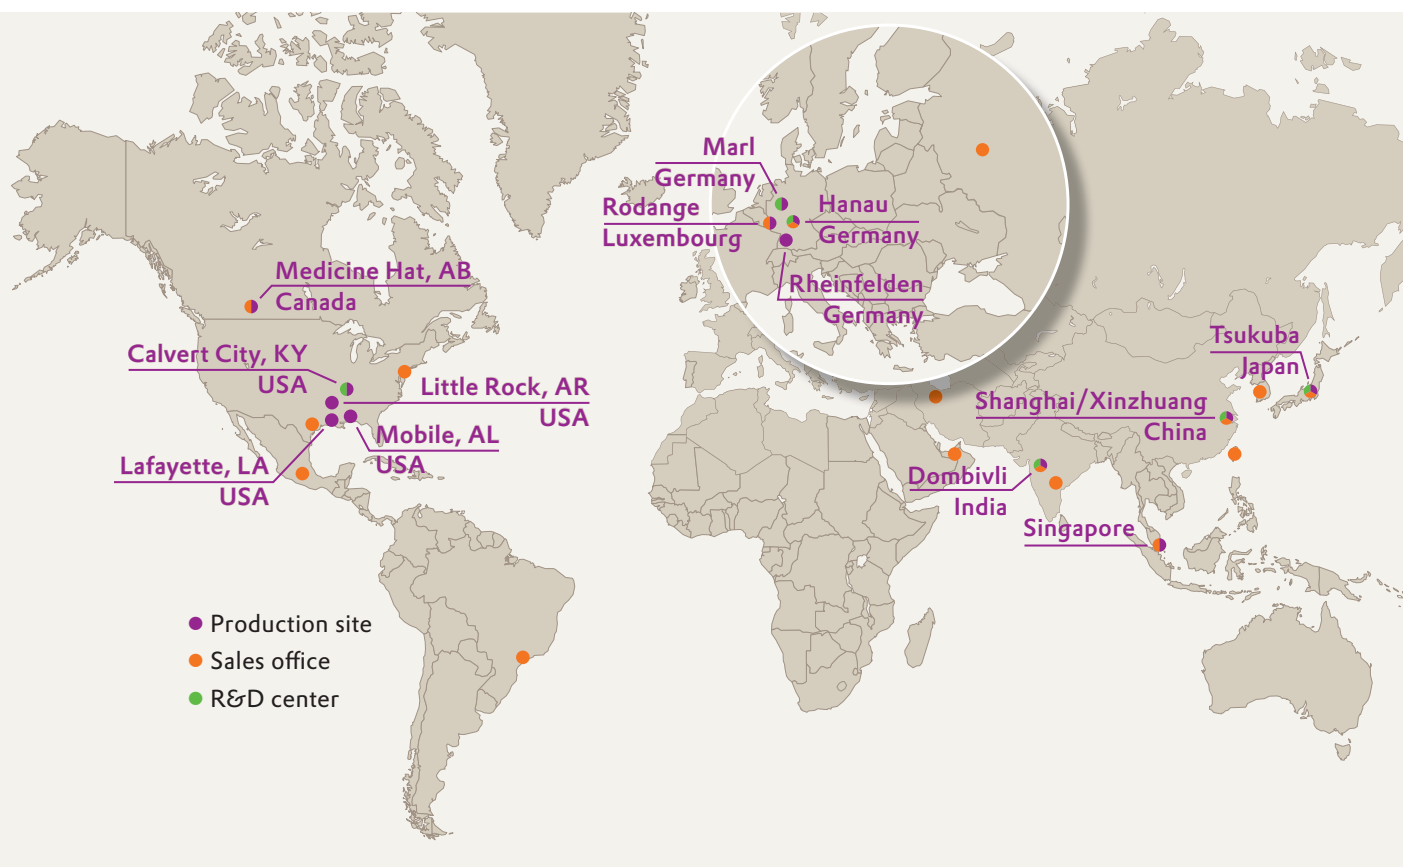 Marl
Germany
Rodange
Luxembourg
Hanau
Germany
Rheinfelden
Germany
Medicine Hat, AB
Canada
Calvert City, KY
USA
Little Rock, AR
USA
Mobile, AL
USA
Lafayette, LA
USA
Tsukuba
Japan
Shanghai/Xinzhuang
China
Dombivli
India
Singapore
Production site
Sales office
R&D center